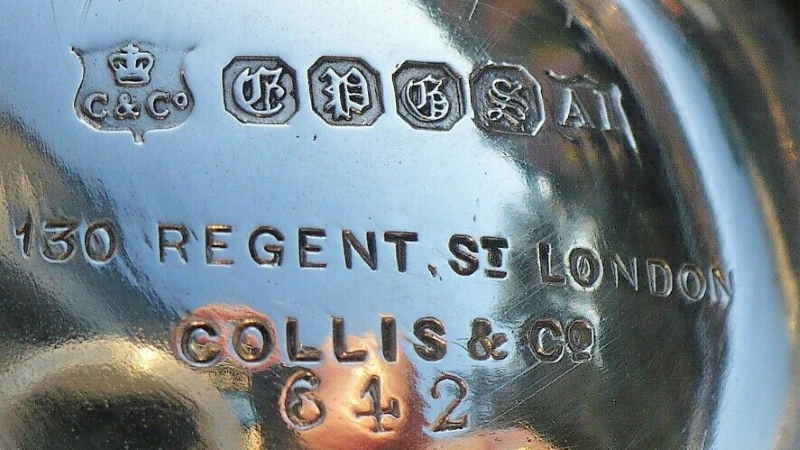 C & Co E P G S A1
130 REGENT. ST LONDON
COLLIS & Co
642